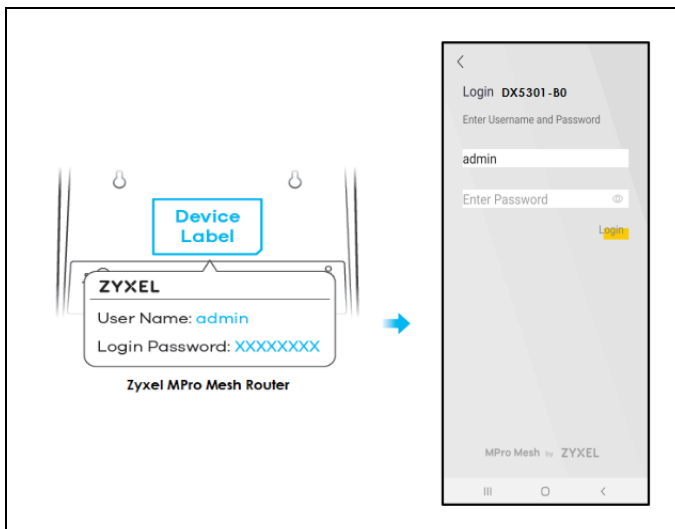 Device
Label
ZYXEL
User Name: admin
Login Password: XXXXXXXX
Zyxel MPro Mesh Router
Login DX5301-B0
Enter Username and Password
admin
Enter Password
Login
MPro Mesh by ZYXEL